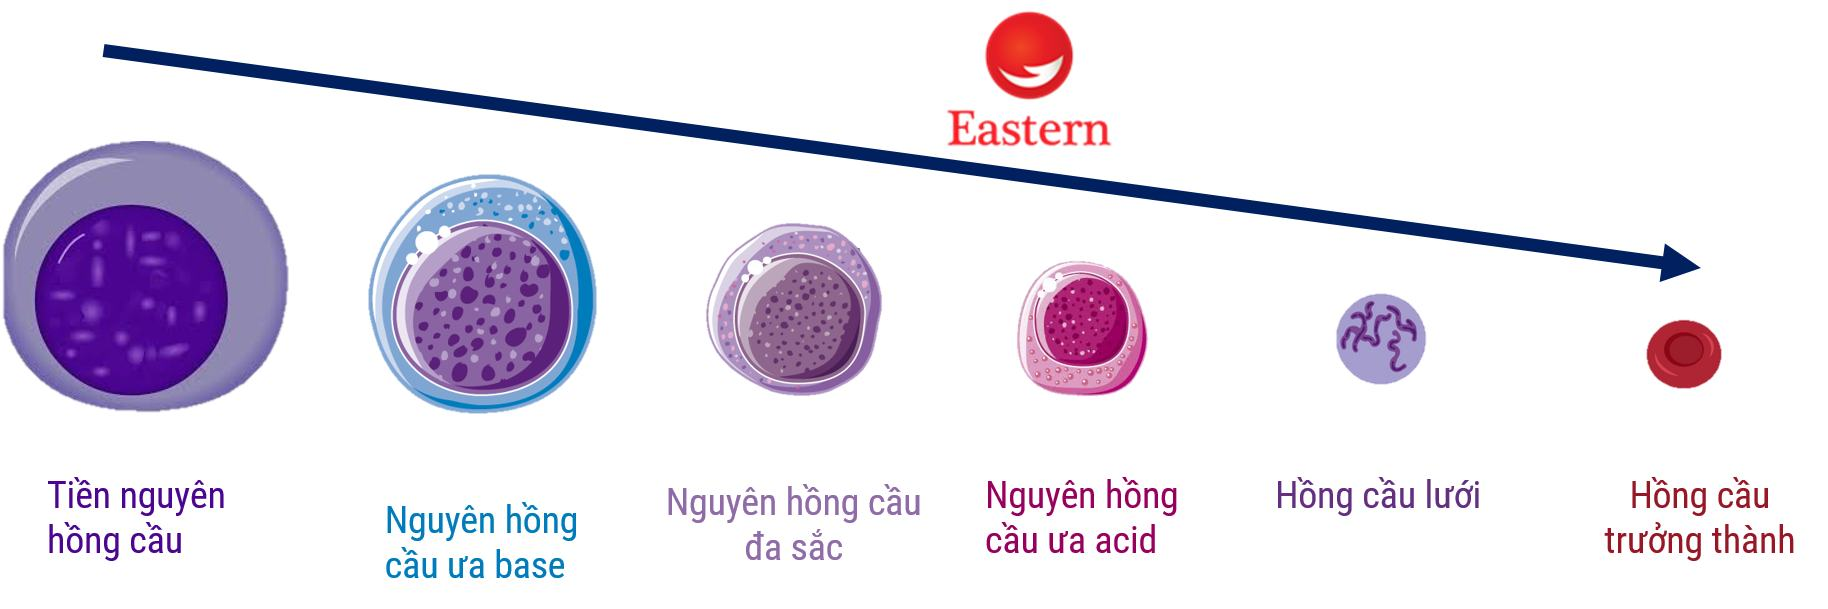 Eastern
Tiền nguyên
hồng cầu
Nguyên hồng
cầu ưa base
Nguyên hồng cầu
đa sắc
Nguyên hồng
cầu ưa acid
Hồng cầu lưới
Hồng cầu
trưởng thành